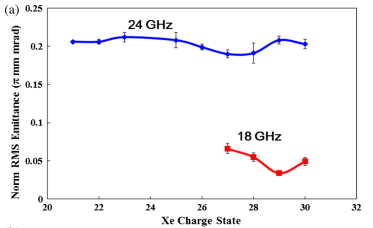 (a)
24 GHz
18 GHz
Norm RMS Emittance (π mm mrad)
0.25
0.2
0.15
0.1
0.05
0
20 22 24 26 28 30 32
Xe Charge State